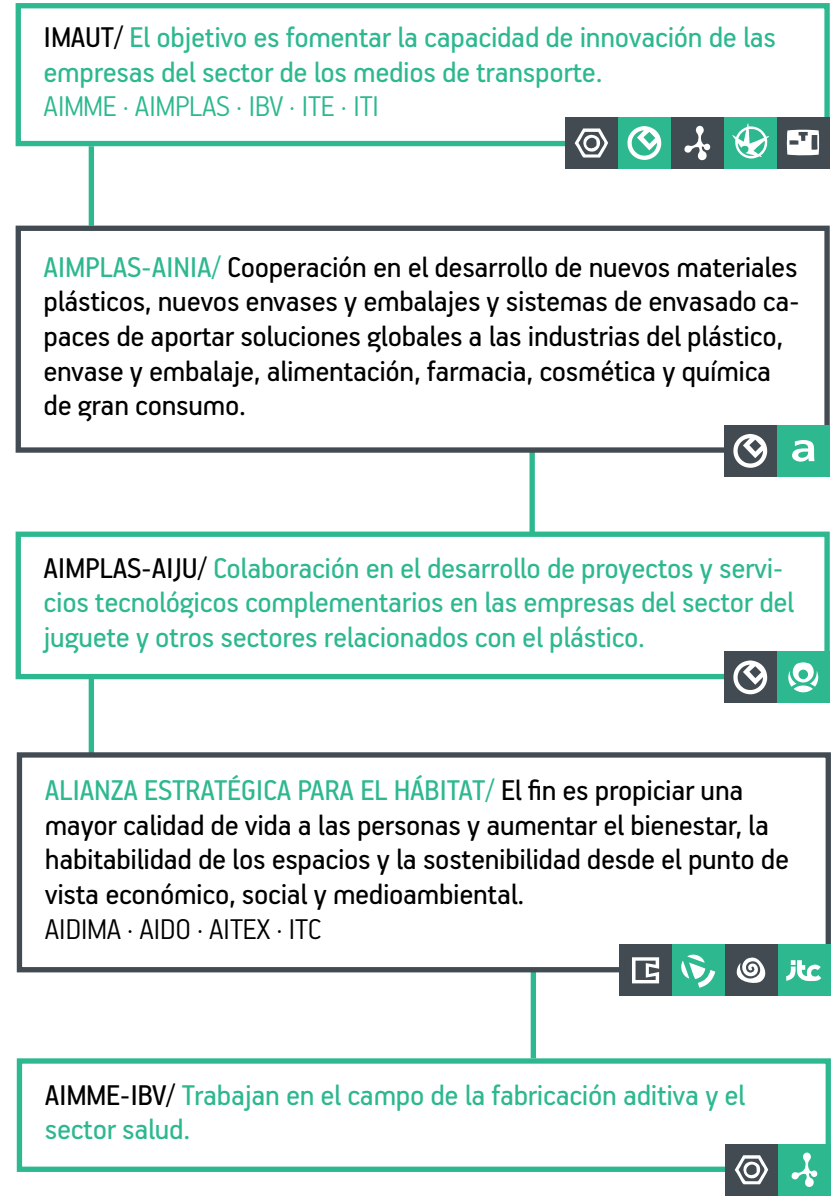 IMAUT/ El objetivo es fomentar la capacidad de innovación de las
empresas del sector de los medios de transporte.
AIMME · AIMPLAS · IBV · ITE · ITI
AIMPLAS-AINIA/ Cooperación en el desarrollo de nuevos materiales
plásticos, nuevos envases y embalajes y sistemas de envasado ca-
paces de aportar soluciones globales a las industrias del plástico,
envase y embalaje, alimentación, farmacia, cosmética y química
de gran consumo.
a
AIMPLAS-AIJU/ Colaboración en el desarrollo de proyectos y servi-
cios tecnológicos complementarios en las empresas del sector del
juguete y otros sectores relacionados con el plástico.
ALIANZA ESTRATÉGICA PARA EL HÁBITAT/ El fin es propiciar una
mayor calidad de vida a las personas y aumentar el bienestar, la
habitabilidad de los espacios y la sostenibilidad desde el punto de
vista económico, social y medioambiental.
AIDIMA · AIDO · AITEX · ITC
itc
AIMME-IBV/ Trabajan en el campo de la fabricación aditiva y el
sector salud.